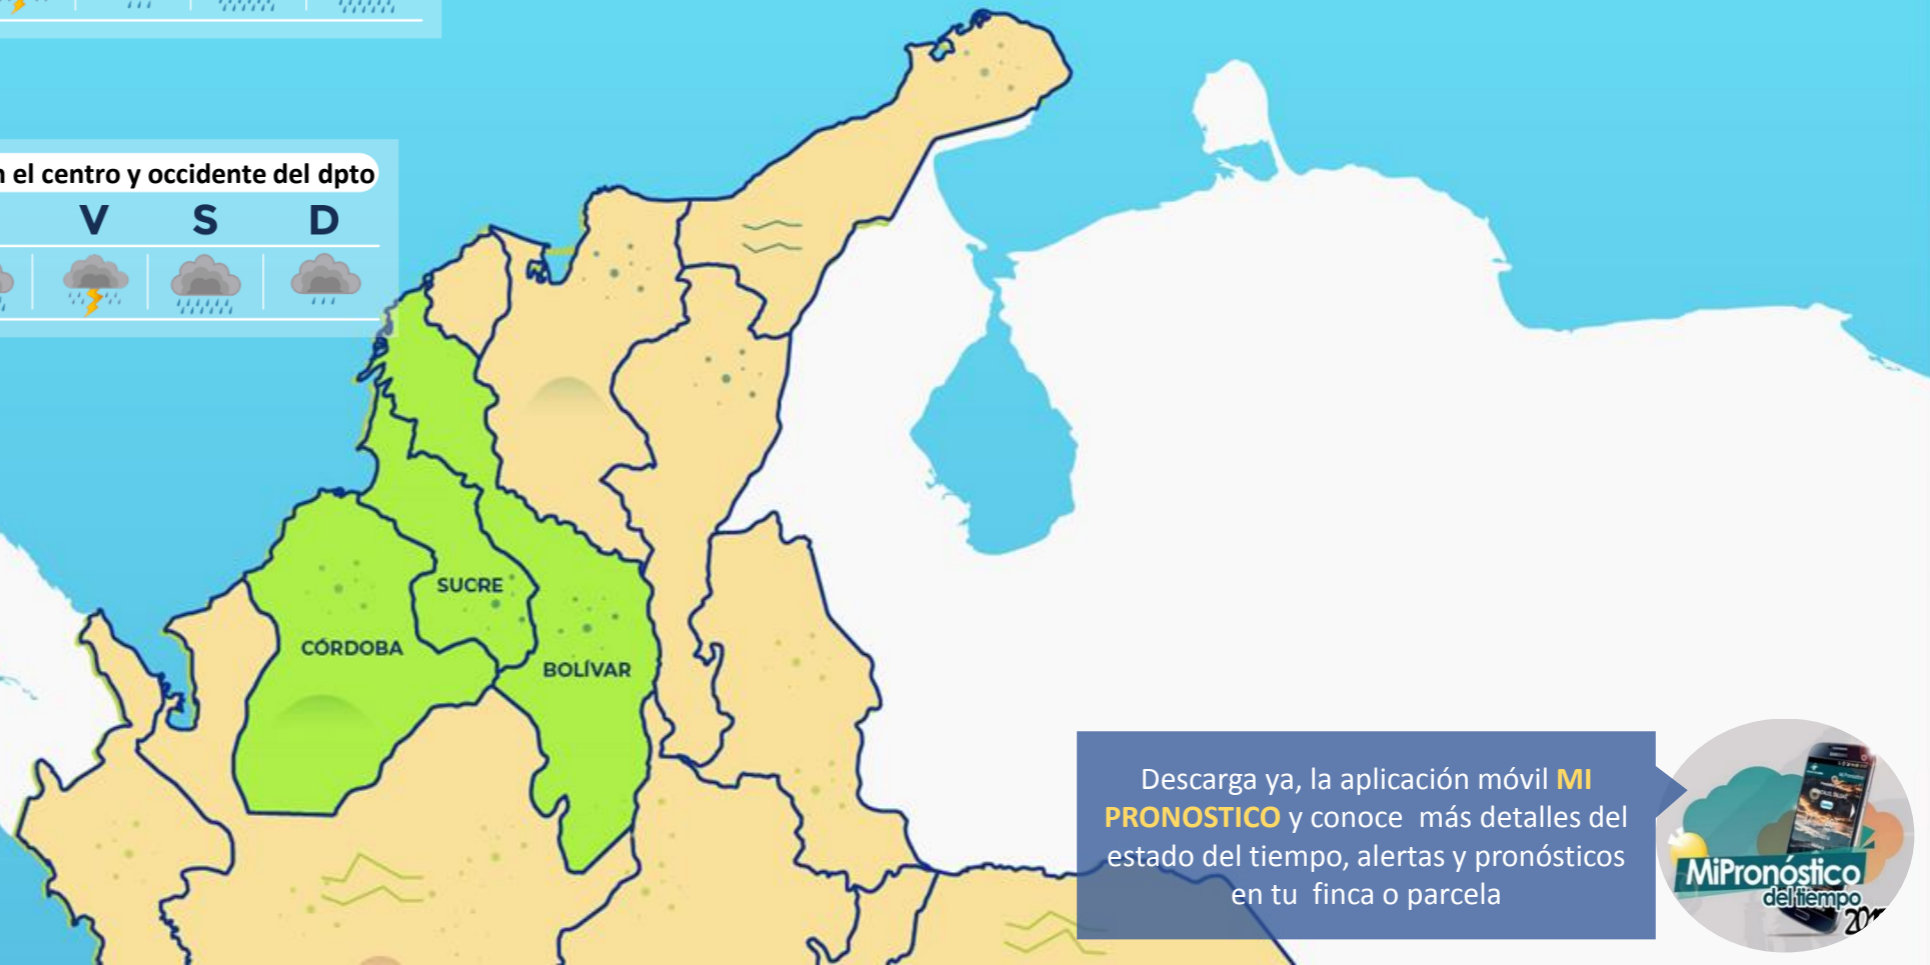 el centro y occidente del dpto
V S D
SUCRE
CÓRDOBA
BOLÍVAR
Descarga ya, la aplicación móvil MI
PRONOSTICO y conoce más detalles del
estado del tiempo, alertas y pronósticos
en tu finca o parcela
MiPronóstico
del tiempo